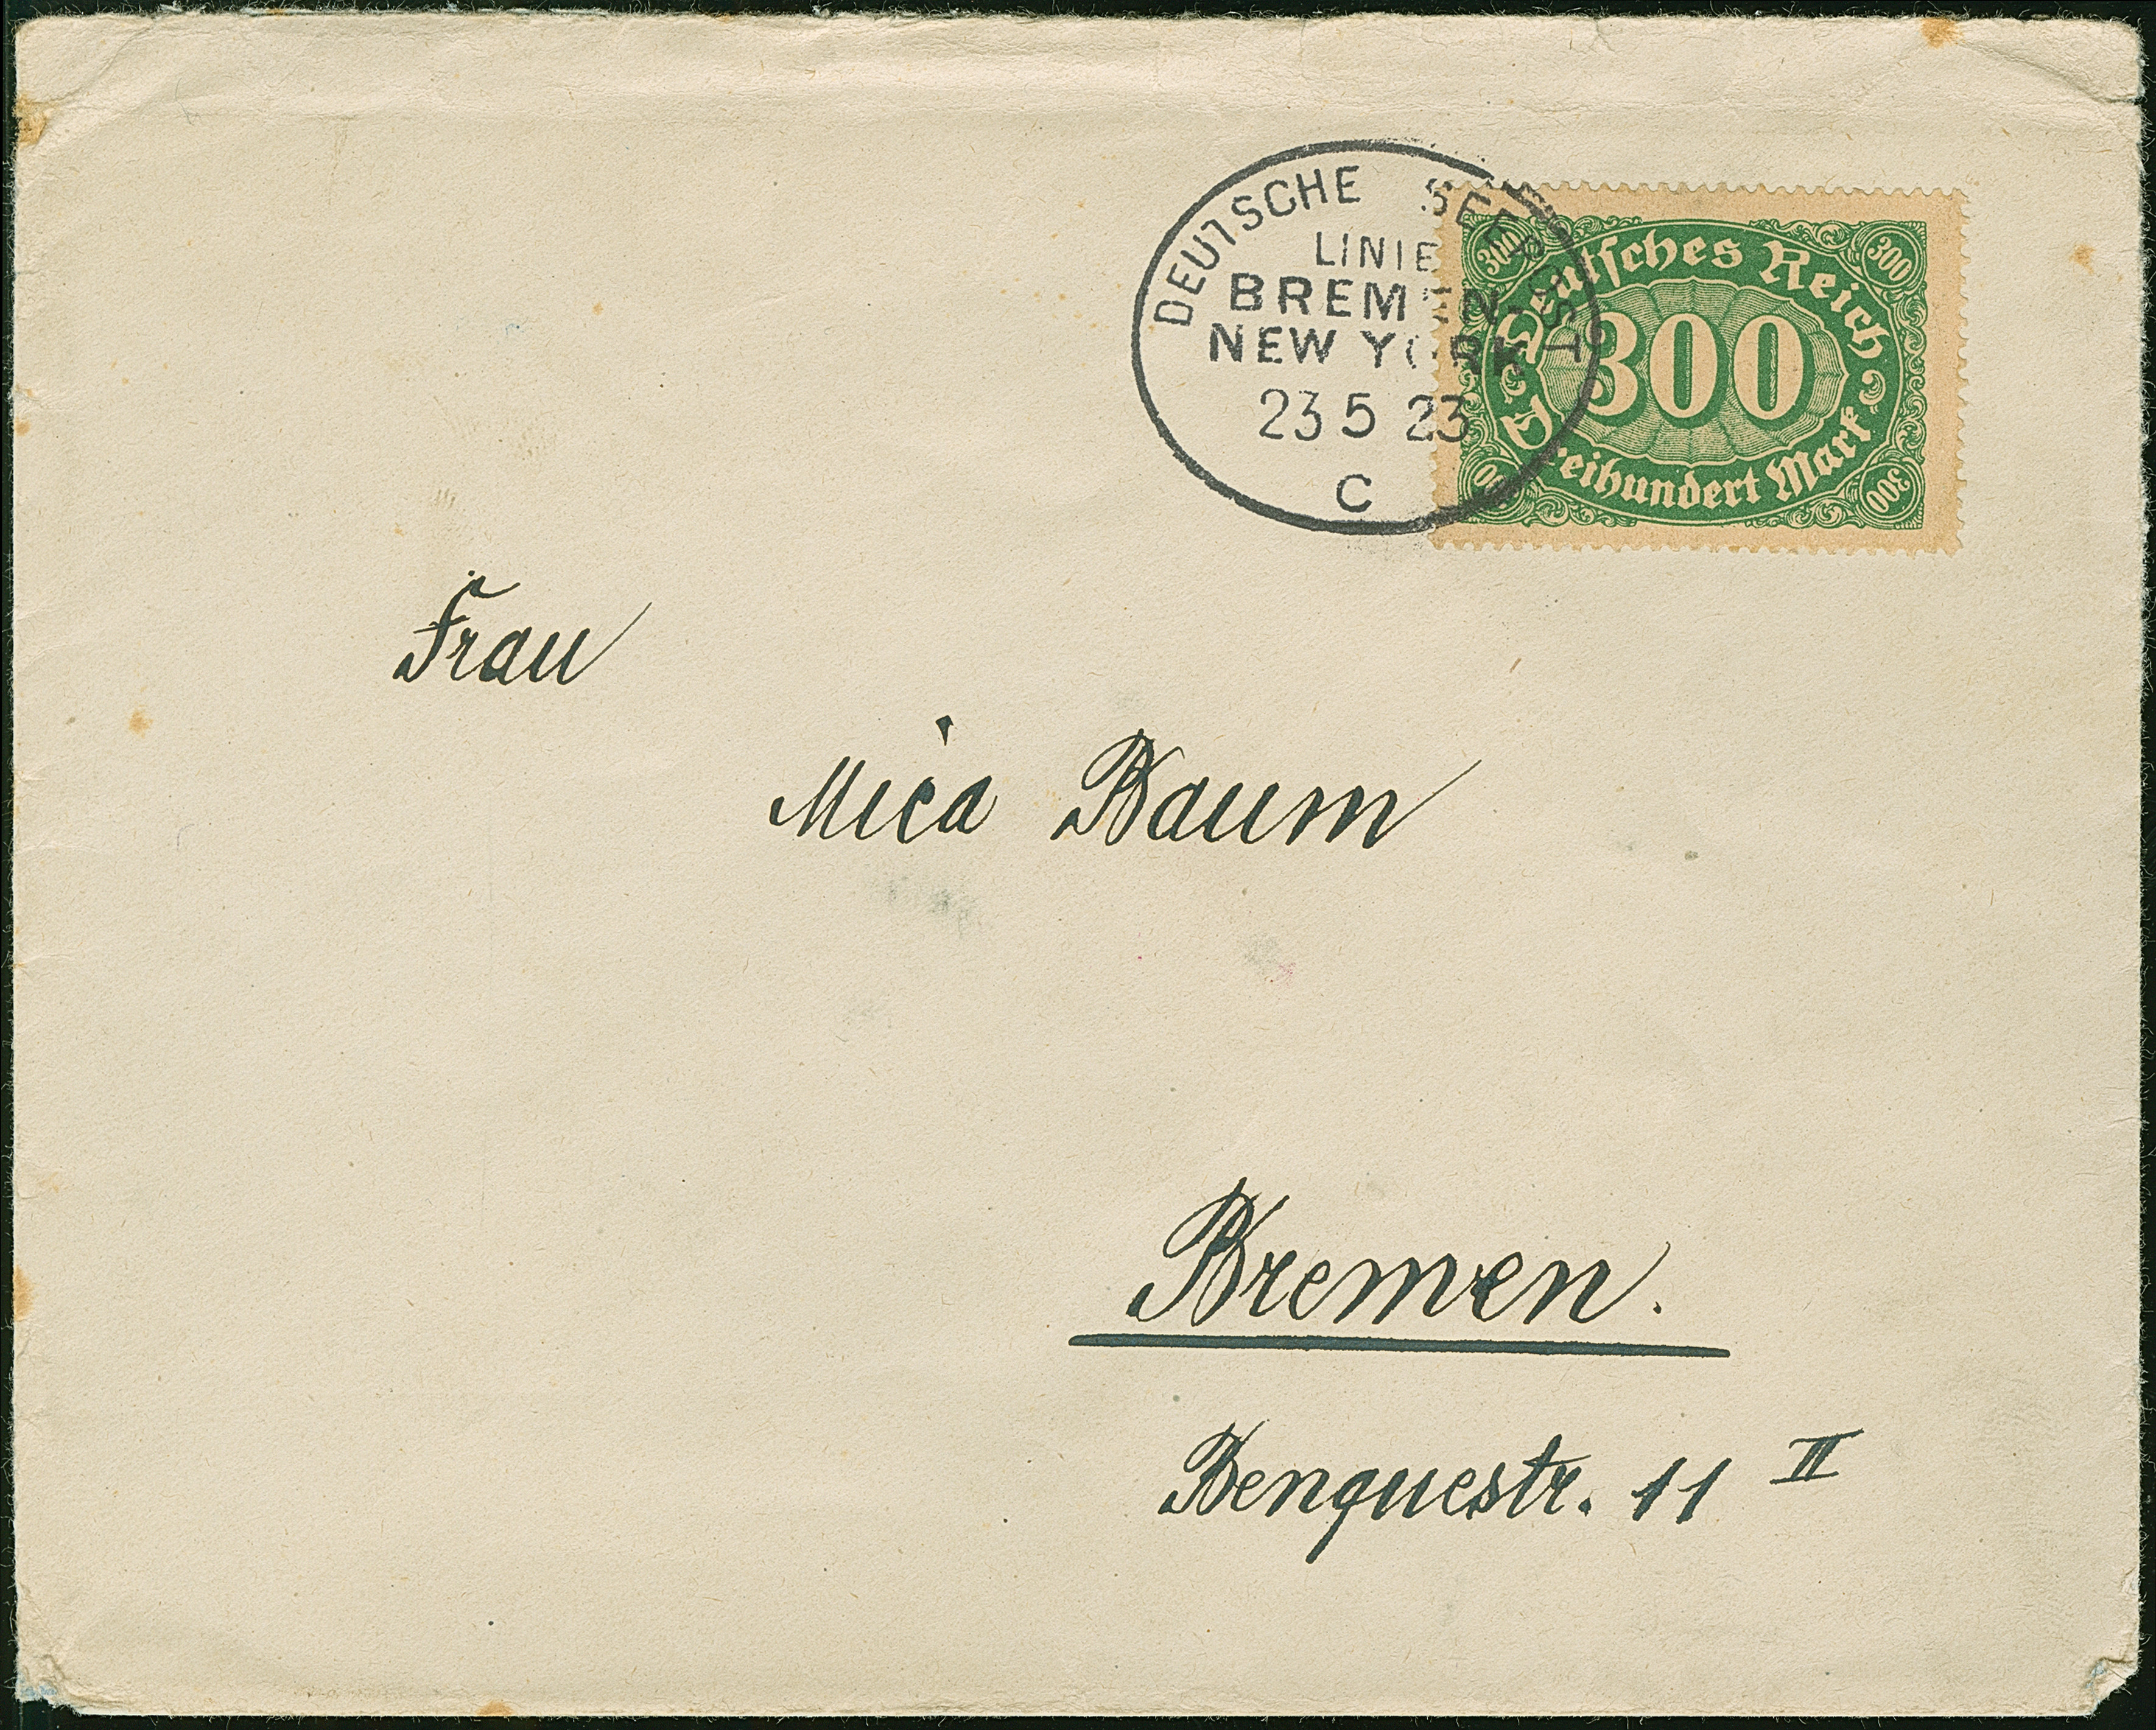 DEUTSCHE SEEPOST
LINIE
BREMEN-
NEW YORK
23 5 23
C
300
300
Deutsches Reich
300
Dreihundert Mark
300
300
Frau
Mica Baum
Bremen.
Benquestr. 11 II